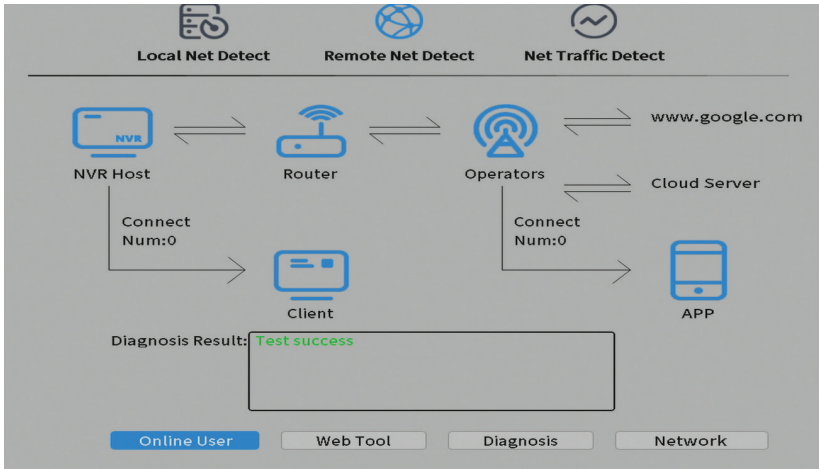 Local Net Detect
Remote Net Detect
Net Traffic Detect
www.google.com
NVR
NVR Host
Router
Operators
Cloud Server
Connect
Num:0
Connect
Num:0
Client
APP
Diagnosis Result: Test success
Online User
Web Tool
Diagnosis
Network